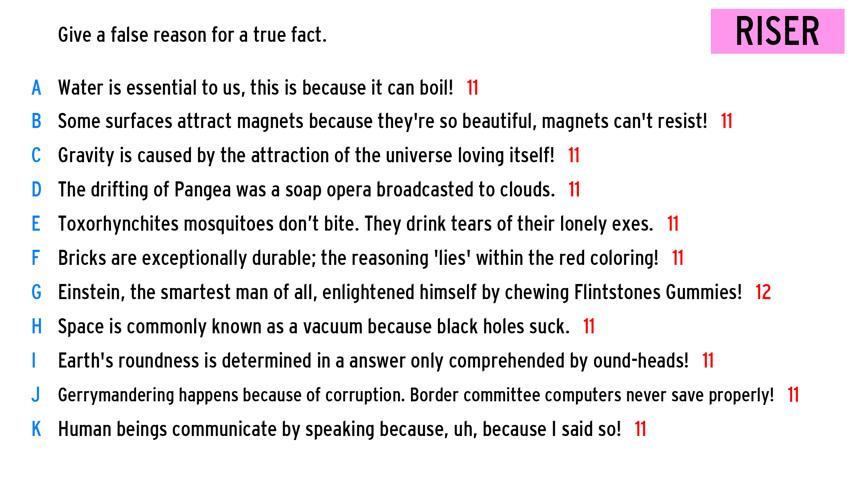 Give a false reason for a true fact.
RISER
A Water is essential to us, this is because it can boil! 11
B Some surfaces attract magnets because they're so beautiful, magnets can't resist! 11
C Gravity is caused by the attraction of the universe loving itself! 11
D The drifting of Pangea was a soap opera broadcasted to clouds. 11
E Toxorhynchites mosquitoes don’t bite. They drink tears of their lonely exes. 11
F Bricks are exceptionally durable; the reasoning 'lies' within the red coloring! 11
G Einstein, the smartest man of all, enlightened himself by chewing Flintstones Gummies! 12
H Space is commonly known as a vacuum because black holes suck. 11
I Earth's roundness is determined in a answer only comprehended by ound-heads! 11
J Gerrymandering happens because of corruption. Border committee computers never save properly! 11
K Human beings communicate by speaking because, uh, because I said so! 11